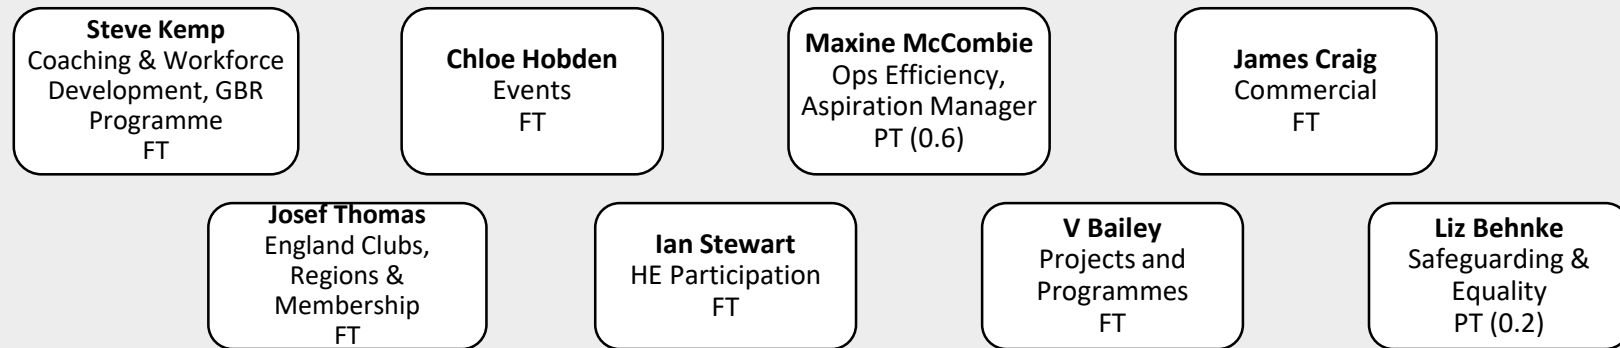 Steve Kemp
Coaching & Workforce
Development, GBR
Programme
FT
Chloe Hobden
Events
FT
Maxine McCombie
Ops Efficiency,
Aspiration Manager
PT (0.6)
James Craig
Commercial
FT
Josef Thomas
England Clubs,
Regions &
Membership
FT
Ian Stewart
HE Participation
FT
V Bailey
Projects and
Programmes
FT
Liz Behnke
Safeguarding &
Equality
PT (0.2)